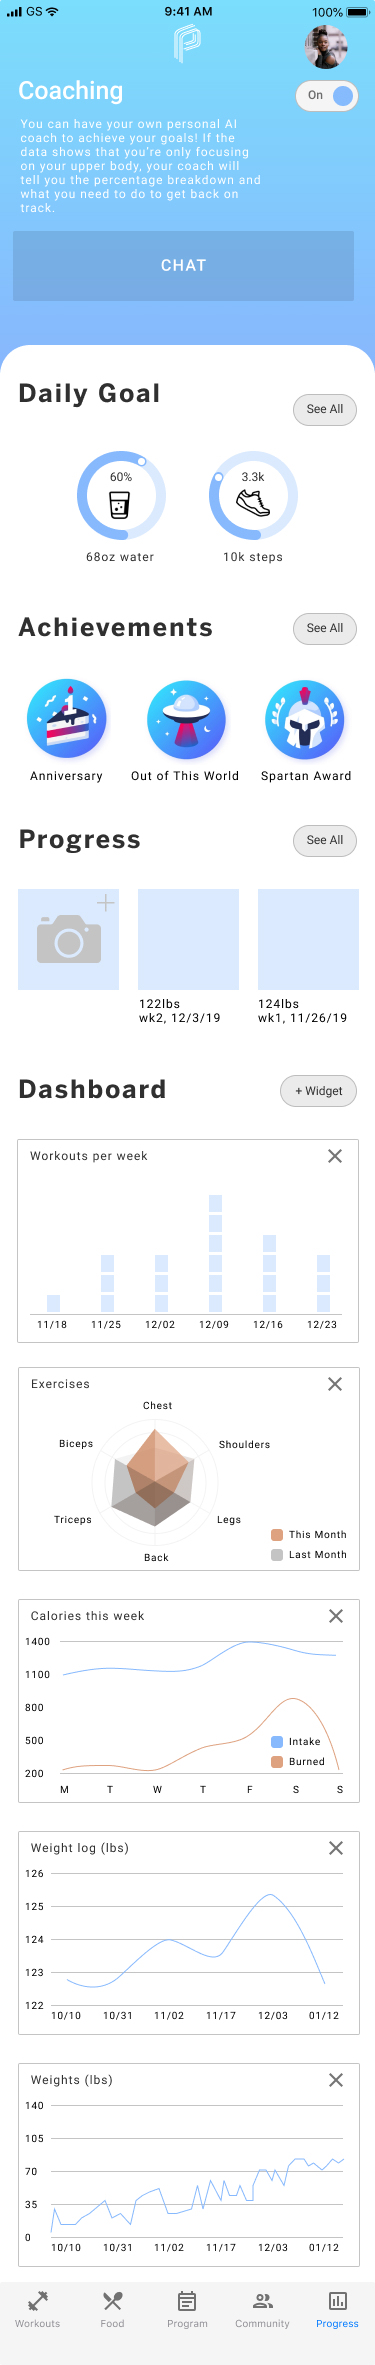 GS
9:41 AM
100%
Coaching
On
You can have your own personal AI
coach to achieve your goals! If the
data shows that you're only focusing
on your upper body, your coach will
tell you the percentage breakdown and
what you need to do to get back on
track.
CHAT
Daily Goal
See All
60%
3.3k
68oz water
10k steps
Achievements
See All
1
Anniversary
Out of This World
Spartan Award
Progress
See All
122lbs
124lbs
wk2, 12/3/19
wk1, 11/26/19
Dashboard
+ Widget
Workouts per week
11/18
11/25
12/02
12/09
12/16
12/23
Exercises
Chest
Biceps
Shoulders
Triceps
Legs
Back
This Month
Last Month
Calories this week
1400
1100
800
500
200
Intake
Burned
M
T
W
T
F
S
S
Weight log (lbs)
126
125
124
123
122
10/10
10/31
11/02
11/17
12/03
01/12
Weights (lbs)
140
105
70
35
0
10/10
10/31
11/02
11/17
12/03
01/12
Workouts
Food
Program
Community
Progress